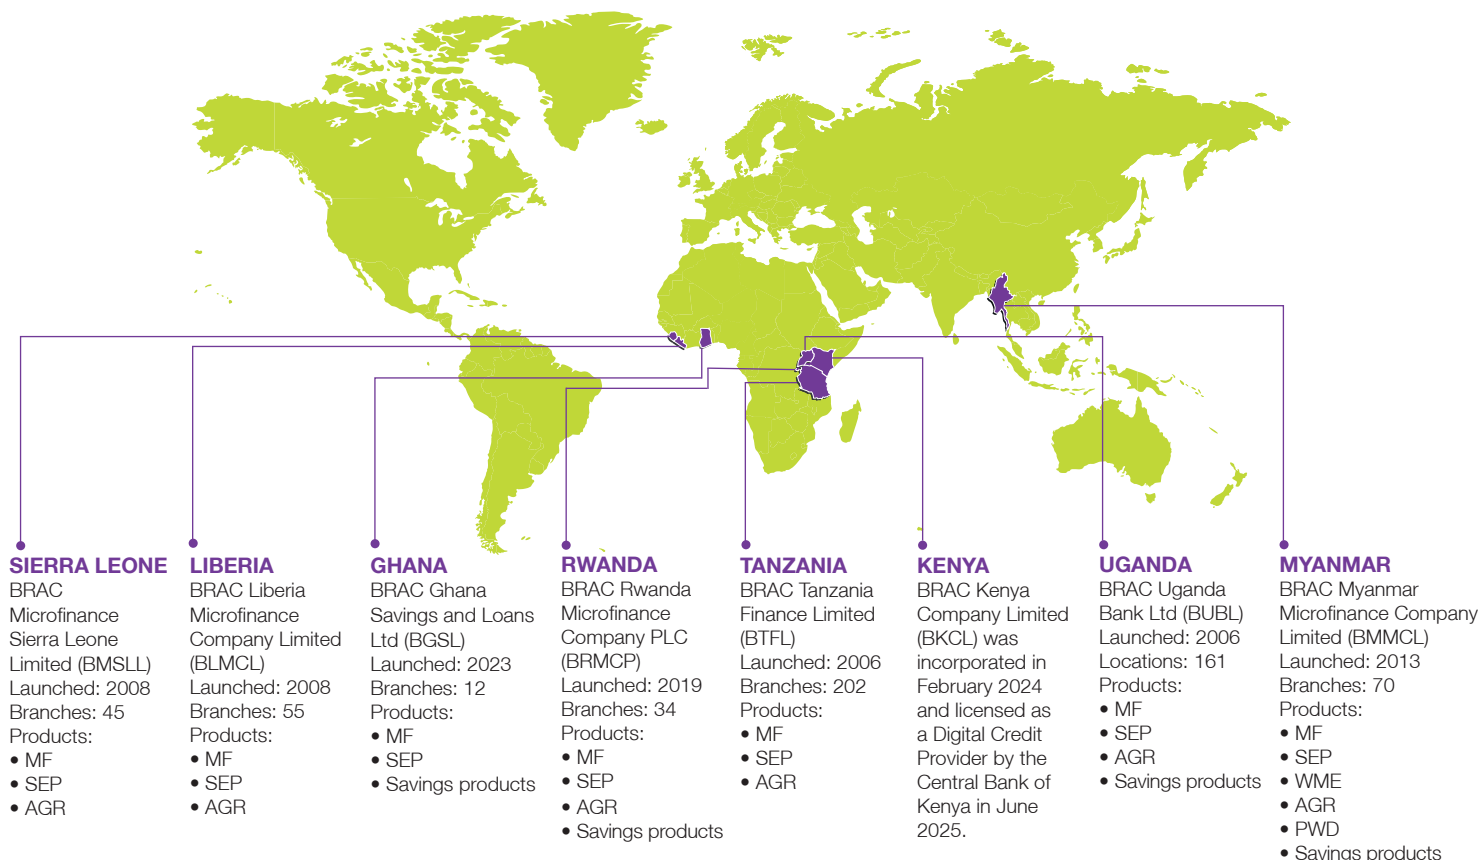 SIERRA LEONE
BRAC
Microfinance
Sierra Leone
Limited (BMSLL)
Launched: 2008
Branches: 45
Products:
• MF
• SEP
• AGR
LIBERIA
BRAC Liberia
Microfinance
Company Limited
(BLMCL)
Launched: 2008
Branches: 55
Products:
• MF
• SEP
• AGR
GHANA
BRAC Ghana
Savings and Loans
Ltd (BGSL)
Launched: 2023
Branches: 12
Products:
• MF
• SEP
• Savings products
RWANDA
BRAC Rwanda
Microfinance
Company PLC
(BRMCP)
Launched: 2019
Branches: 34
Products:
• MF
• SEP
• AGR
• Savings products
TANZANIA
BRAC Tanzania
Finance Limited
(BTFL)
Launched: 2006
Branches: 202
Products:
• MF
• SEP
• AGR
KENYA
BRAC Kenya
Company Limited
(BKCL) was
incorporated in
February 2024
and licensed as
a Digital Credit
Provider by the
Central Bank of
Kenya in June
2025.
UGANDA
BRAC Uganda
Bank Ltd (BUBL)
Launched: 2006
Locations: 161
Products:
• MF
• SEP
• AGR
• Savings products
MYANMAR
BRAC Myanmar
Microfinance Company
Limited (BMMCL)
Launched: 2013
Branches: 70
Products:
• MF
• SEP
• WME
• AGR
• PWD
• Savings products